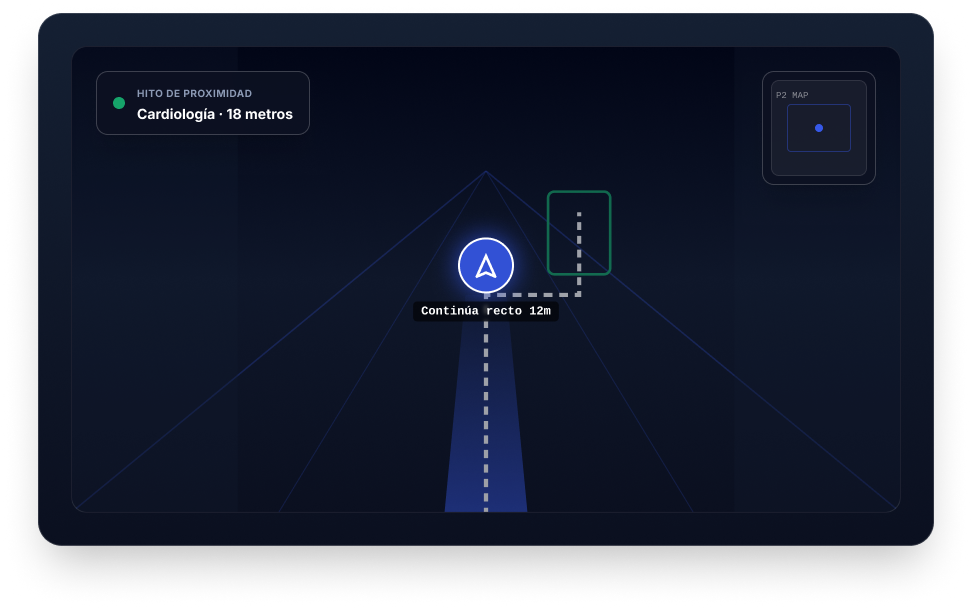 HITO DE PROXIMIDAD
Cardiología · 18 metros
P2 MAP
Continúa recto 12m